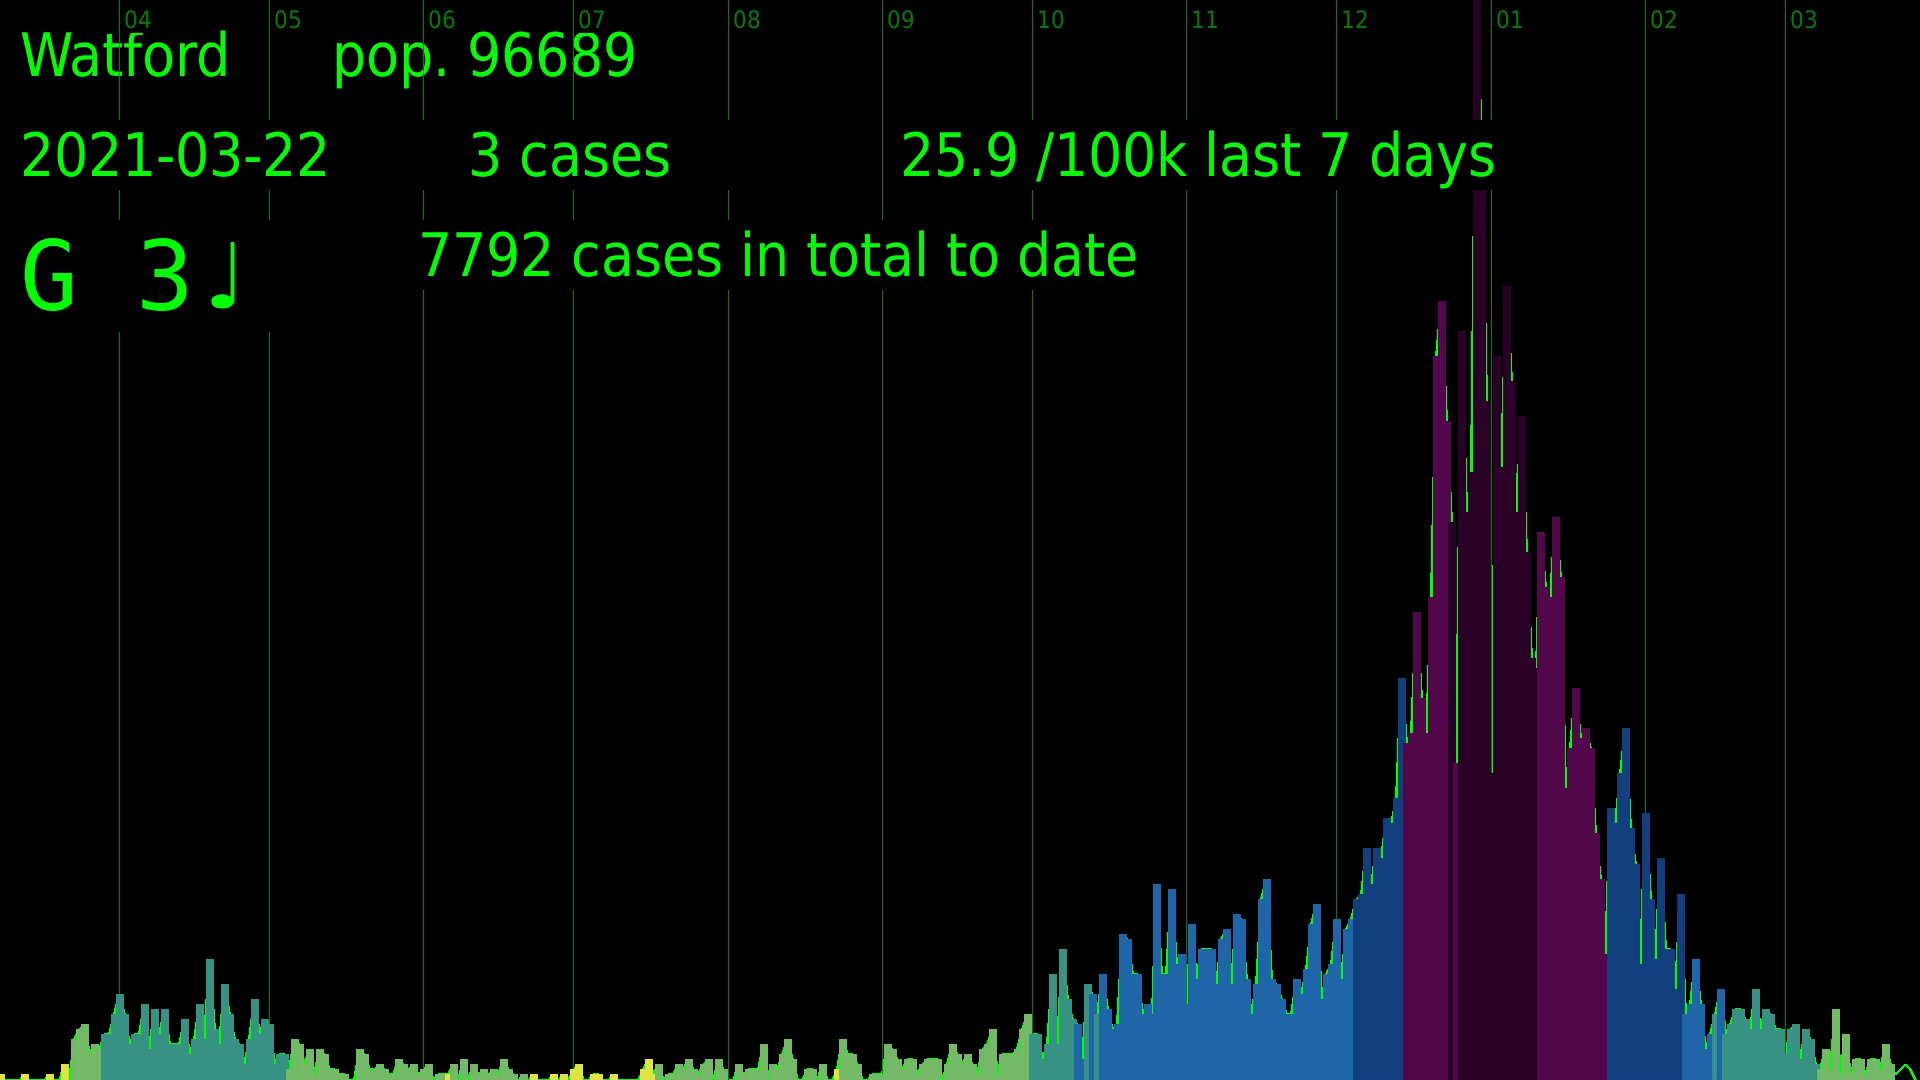 04 05 06 07 08 09 10 11 12 01 02 03
Watford pop. 96689
2021-03-22 3 cases 25.9 /100k last 7 days
G 3♩ 7792 cases in total to date